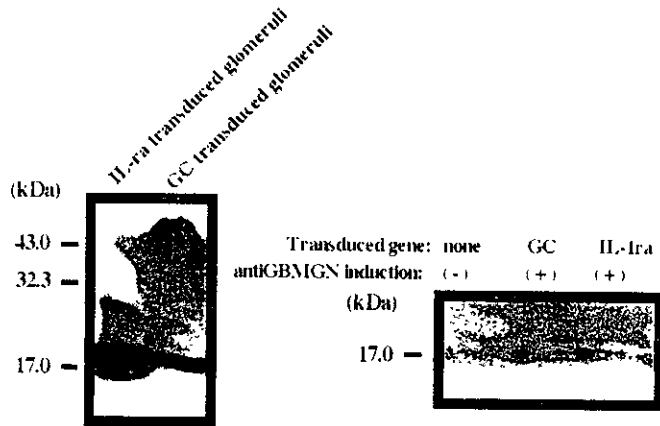 IL-ra transduced glomeruli
GC transduced glomeruli
(kDa)
43.0
32.3
17.0
Transduced gene: none GC IL-1ra
antiGBMGN induction: (-) (+) (+)
(kDa)
17.0